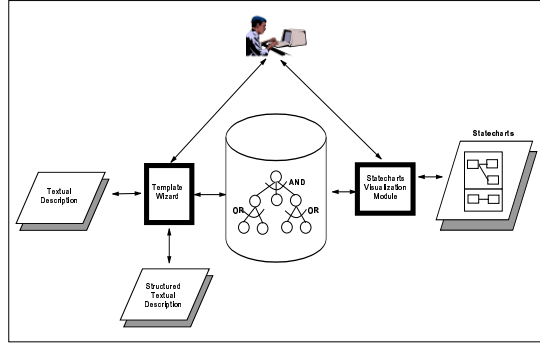 Statecharts
AND
OR
OR
Textual
Description
Template
Wizard
Statecharts
Visualization
Module
Structured
Textual
Description